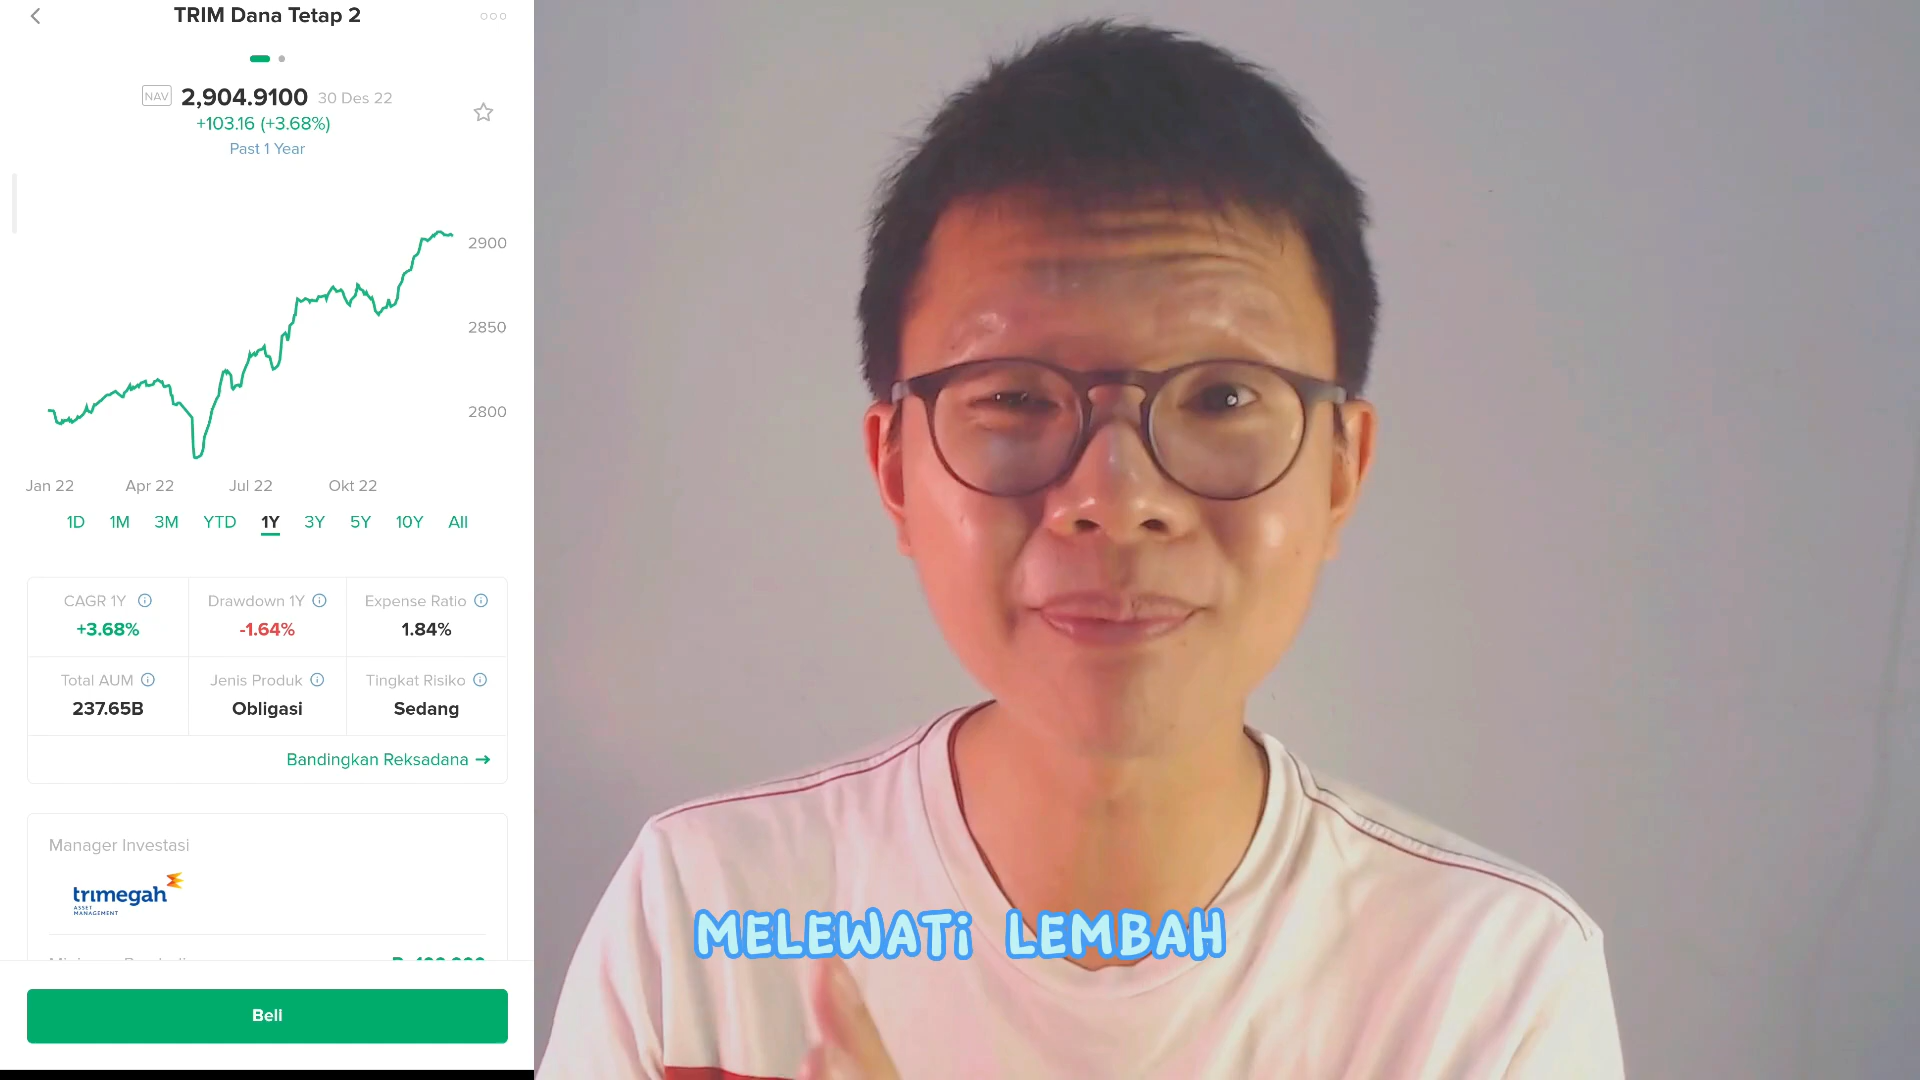 TRIM Dana Tetap 2
NAV 2,904.9100 30 Des 22
+103.16 (+3.68%)
Past 1 Year
2900
2850
2800
Jan 22 Apr 22 Jul 22 Okt 22
1D 1M 3M YTD 1Y 3Y 5Y 10Y All
CAGR 1Y Drawdown 1Y Expense Ratio
+3.68% -1.64% 1.84%
Total AUM Jenis Produk Tingkat Risiko
237.65B Obligasi Sedang
Bandingkan Reksadana →
Manager Investasi
trimegah
ASSET
MANAGEMENT
Beli
MELEWATi LEMBAH